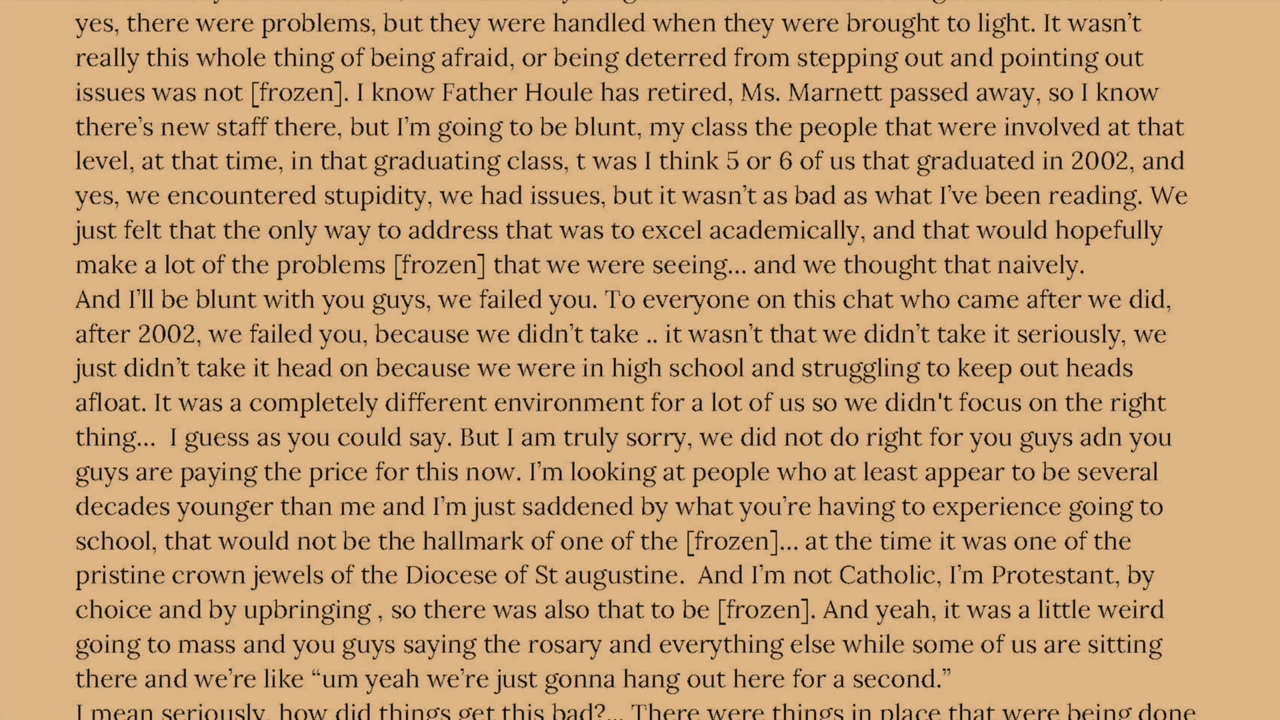 yes, there were problems, but they were handled when they were brought to light. It wasn’t
really this whole thing of being afraid, or being deterred from stepping out and pointing out
issues was not [frozen]. I know Father Houle has retired, Ms. Marnett passed away, so I know
there’s new staff there, but I’m going to be blunt, my class the people that were involved at that
level, at that time, in that graduating class, t was I think 5 or 6 of us that graduated in 2002, and
yes, we encountered stupidity, we had issues, but it wasn’t as bad as what I’ve been reading. We
just felt that the only way to address that was to excel academically, and that would hopefully
make a lot of the problems [frozen] that we were seeing... and we thought that naively.
And I’ll be blunt with you guys, we failed you. To everyone on this chat who came after we did,
after 2002, we failed you, because we didn’t take .. it wasn’t that we didn’t take it seriously, we
just didn’t take it head on because we were in high school and struggling to keep out heads
afloat. It was a completely different environment for a lot of us so we didn't focus on the right
thing...  I guess as you could say. But I am truly sorry, we did not do right for you guys adn you
guys are paying the price for this now. I’m looking at people who at least appear to be several
decades younger than me and I’m just saddened by what you’re having to experience going to
school, that would not be the hallmark of one of the [frozen]... at the time it was one of the
pristine crown jewels of the Diocese of St augustine.  And I’m not Catholic, I’m Protestant, by
choice and by upbringing , so there was also that to be [frozen]. And yeah, it was a little weird
going to mass and you guys saying the rosary and everything else while some of us are sitting
there and we’re like “um yeah we’re just gonna hang out here for a second.”
I mean seriously, how did things get this bad?... There were things in place that were being done